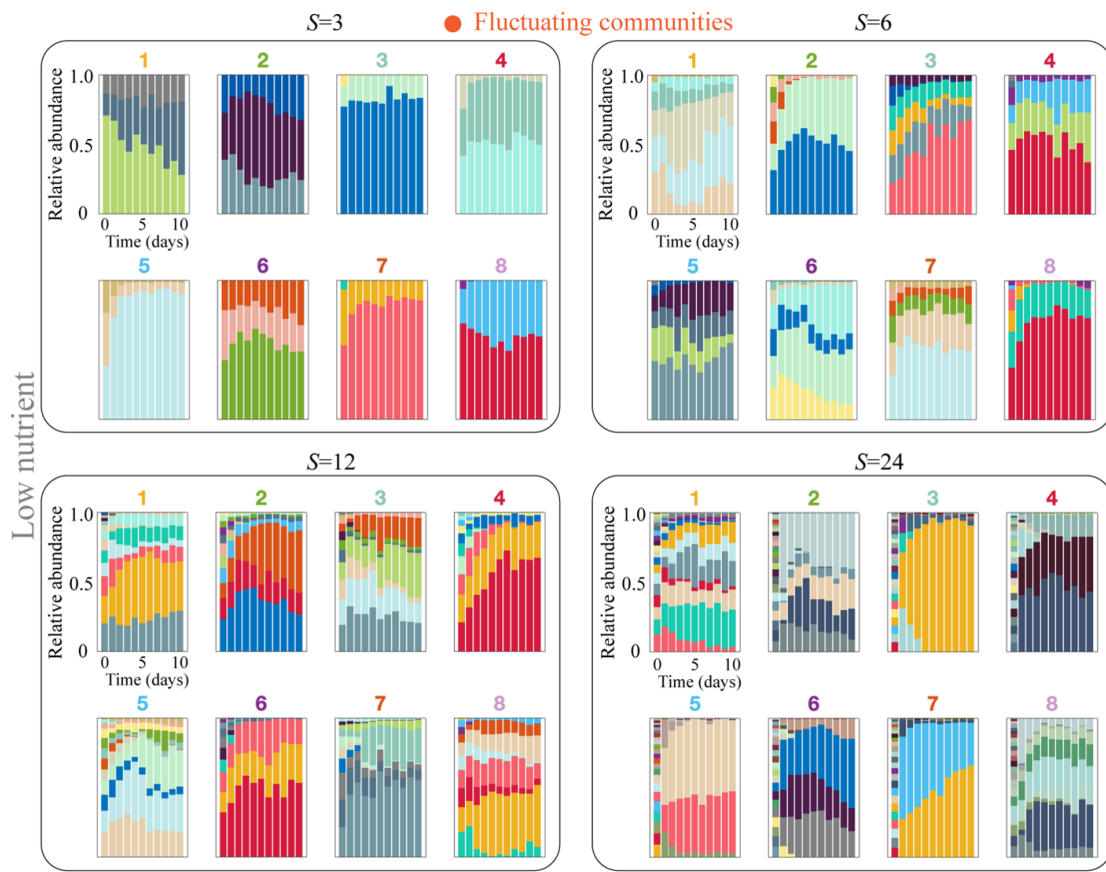 Fluctuating communities
S=3
S=6
1 2 3 4
1 2 3 4
Relative abundance
1.0
0.5
0
0 5 10
Time (days)
Relative abundance
1.0
0.5
0
0 5 10
Time (days)
5 6 7 8
5 6 7 8
Low nutrient
S=12
S=24
1 2 3 4
1 2 3 4
Relative abundance
1.0
0.5
0
0 5 10
Time (days)
Relative abundance
1.0
0.5
0
0 5 10
Time (days)
5 6 7 8
5 6 7 8